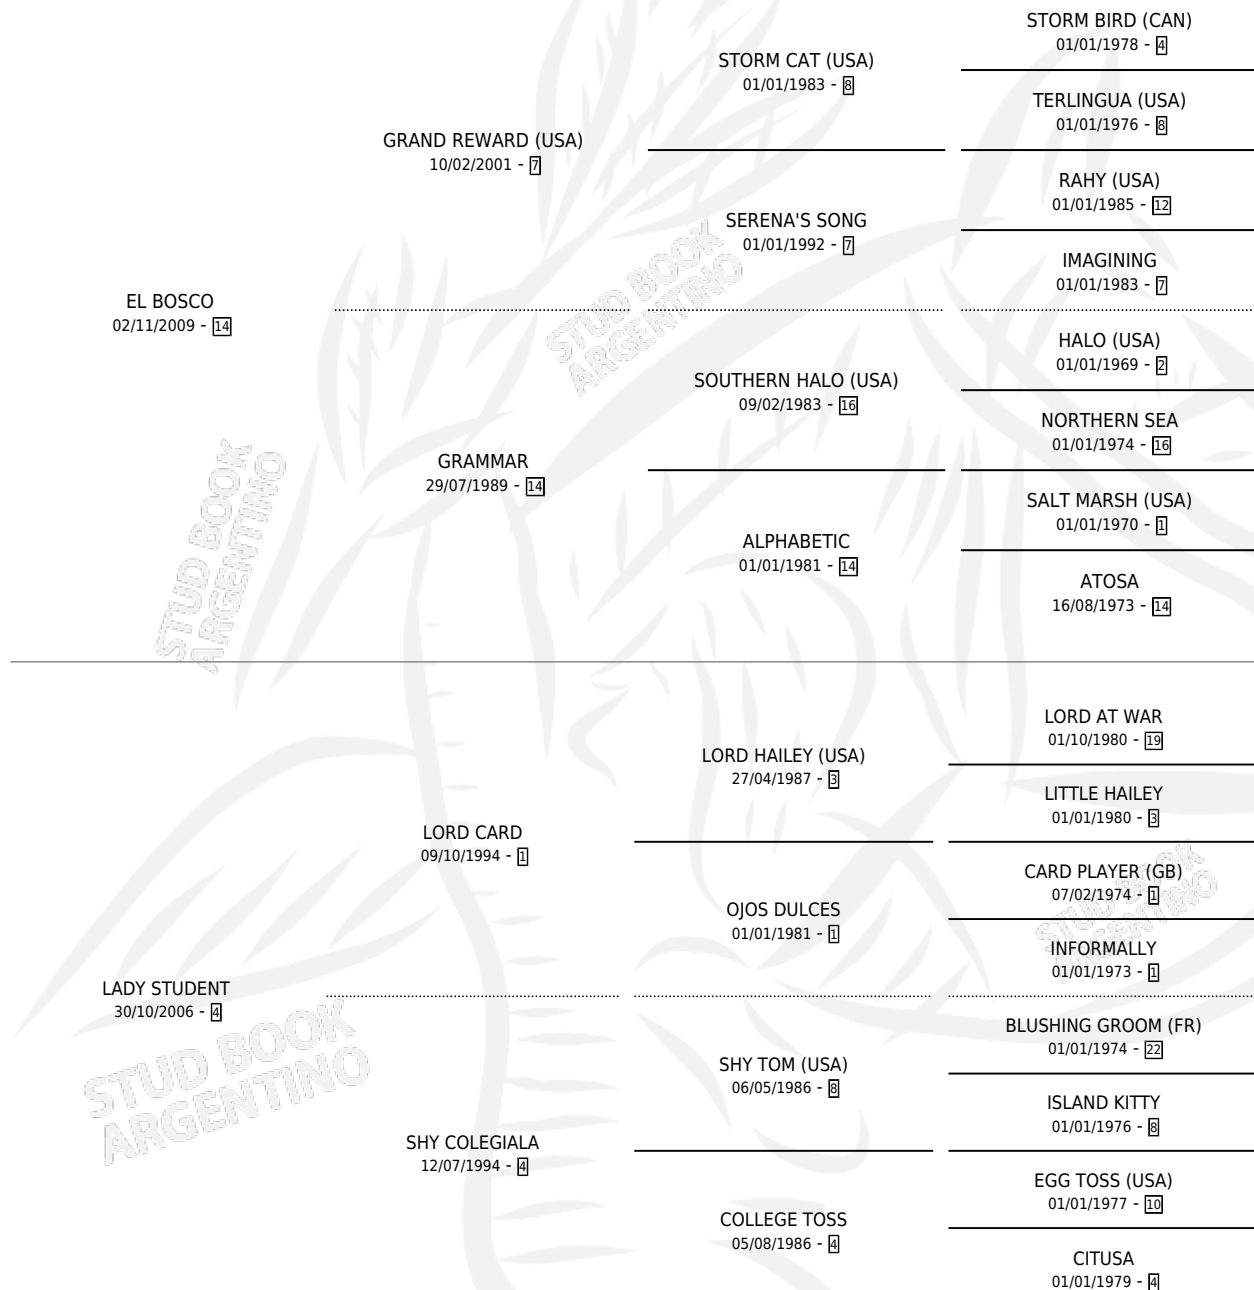 STORM BIRD (CAN)
01/01/1978 - 4
STORM CAT (USA)
01/01/1983 - 8
TERLINGUA (USA)
01/01/1976 - 8
GRAND REWARD (USA)
10/02/2001 - 7
RAHY (USA)
01/01/1985 - 12
SERENA'S SONG
01/01/1992 - 7
IMAGINING
01/01/1983 - 7
EL BOSCO
02/11/2009 - 14
HALO (USA)
01/01/1969 - 2
SOUTHERN HALO (USA)
09/02/1983 - 16
NORTHERN SEA
01/01/1974 - 16
GRAMMAR
29/07/1989 - 14
SALT MARSH (USA)
01/01/1970 - 1
ALPHABETIC
01/01/1981 - 14
ATOSA
16/08/1973 - 14
LORD AT WAR
01/10/1980 - 19
LORD HAILEY (USA)
27/04/1987 - 3
LITTLE HAILEY
01/01/1980 - 3
LORD CARD
09/10/1994 - 1
CARD PLAYER (GB)
07/02/1974 - 1
OJOS DULCES
01/01/1981 - 1
INFORMALLY
01/01/1973 - 1
LADY STUDENT
30/10/2006 - 4
BLUSHING GROOM (FR)
01/01/1974 - 22
SHY TOM (USA)
06/05/1986 - 8
ISLAND KITTY
01/01/1976 - 8
SHY COLEGIALA
12/07/1994 - 4
EGG TOSS (USA)
01/01/1977 - 10
COLLEGE TOSS
05/08/1986 - 4
CITUSA
01/01/1979 - 4
STUD BOOK
ARGENTINO
STUD BOOK
ARGENTINO
STUD BOOK
ARGENTINO
STUD BOOK
ARGENTINO